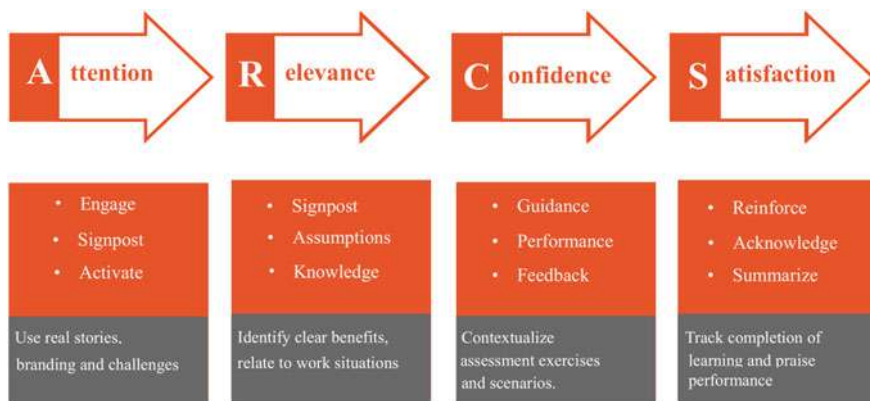 A ttention
R elevance
C onfidence
S atisfaction
• Engage
• Signpost
• Activate
Use real stories,
branding and challenges
• Signpost
• Assumptions
• Knowledge
Identify clear benefits,
relate to work situations
• Guidance
• Performance
• Feedback
Contextualize
assessment exercises
and scenarios.
• Reinforce
• Acknowledge
• Summarize
Track completion of
learning and praise
performance